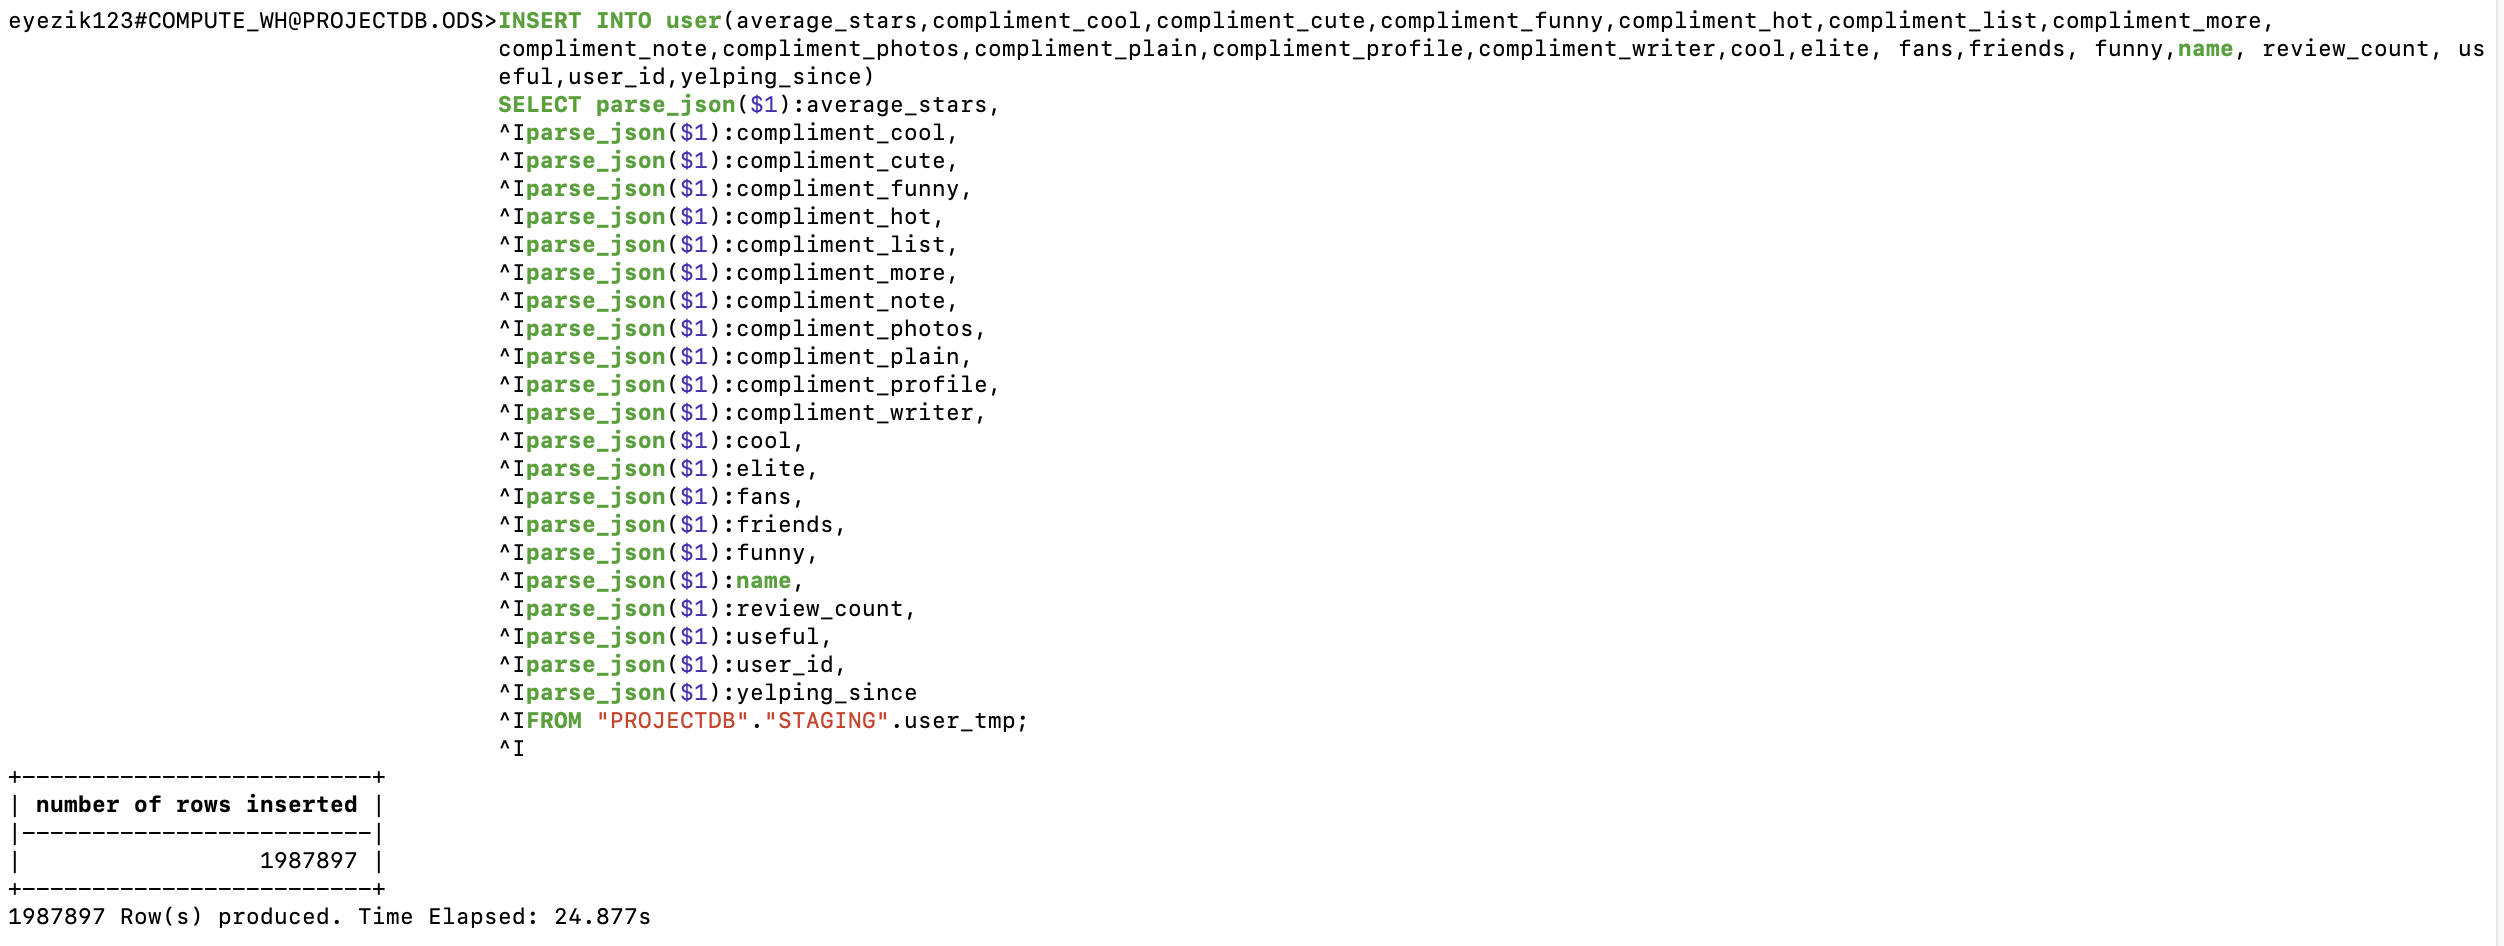 eyezik123#COMPUTE_WH@PROJECTDB.ODS>INSERT INTO user(average_stars,compliment_cool,compliment_cute,compliment_funny,compliment_hot,compliment_list,compliment_more,
compliment_note,compliment_photos,compliment_plain,compliment_profile,compliment_writer,cool,elite, fans,friends, funny,name, review_count, us
eful,user_id,yelping_since)
SELECT parse_json($1):average_stars,
^Iparse_json($1):compliment_cool,
^Iparse_json($1):compliment_cute,
^Iparse_json($1):compliment_funny,
^Iparse_json($1):compliment_hot,
^Iparse_json($1):compliment_list,
^Iparse_json($1):compliment_more,
^Iparse_json($1):compliment_note,
^Iparse_json($1):compliment_photos,
^Iparse_json($1):compliment_plain,
^Iparse_json($1):compliment_profile,
^Iparse_json($1):compliment_writer,
^Iparse_json($1):cool,
^Iparse_json($1):elite,
^Iparse_json($1):fans,
^Iparse_json($1):friends,
^Iparse_json($1):funny,
^Iparse_json($1):name,
^Iparse_json($1):review_count,
^Iparse_json($1):useful,
^Iparse_json($1):user_id,
^Iparse_json($1):yelping_since
^IFROM "PROJECTDB"."STAGING".user_tmp;
^I
+-------------------------+
| number of rows inserted |
|-------------------------|
|                 1987897 |
+-------------------------+
1987897 Row(s) produced. Time Elapsed: 24.877s